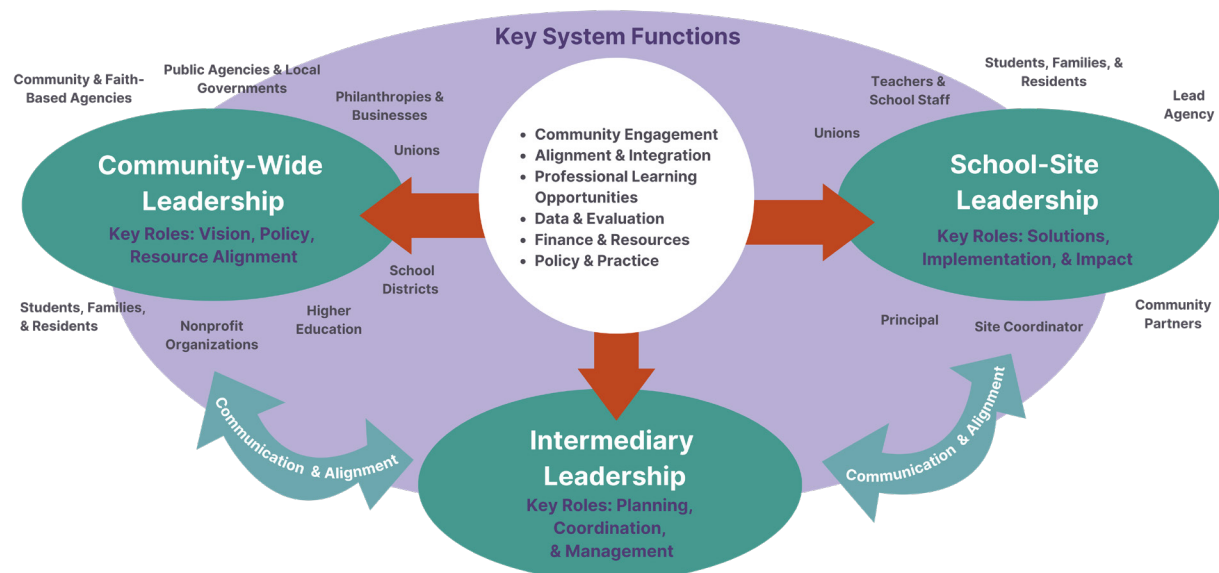 Key System Functions
Community & Faith-
Based Agencies
Public Agencies & Local
Governments
Philanthropies &
Businesses
Unions
Community-Wide
Leadership
Key Roles: Vision, Policy,
Resource Alignment
School
Districts
Higher
Education
Nonprofit
Organizations
Students, Families,
& Residents
• Community Engagement
• Alignment & Integration
• Professional Learning
Opportunities
• Data & Evaluation
• Finance & Resources
• Policy & Practice
Unions
Teachers &
School Staff
Students, Families, &
Residents
Lead
Agency
School-Site
Leadership
Key Roles: Solutions,
Implementation, & Impact
Principal
Site Coordinator
Community
Partners
Communication & Alignment
Intermediary
Leadership
Key Roles: Planning,
Coordination,
& Management
Communication & Alignment